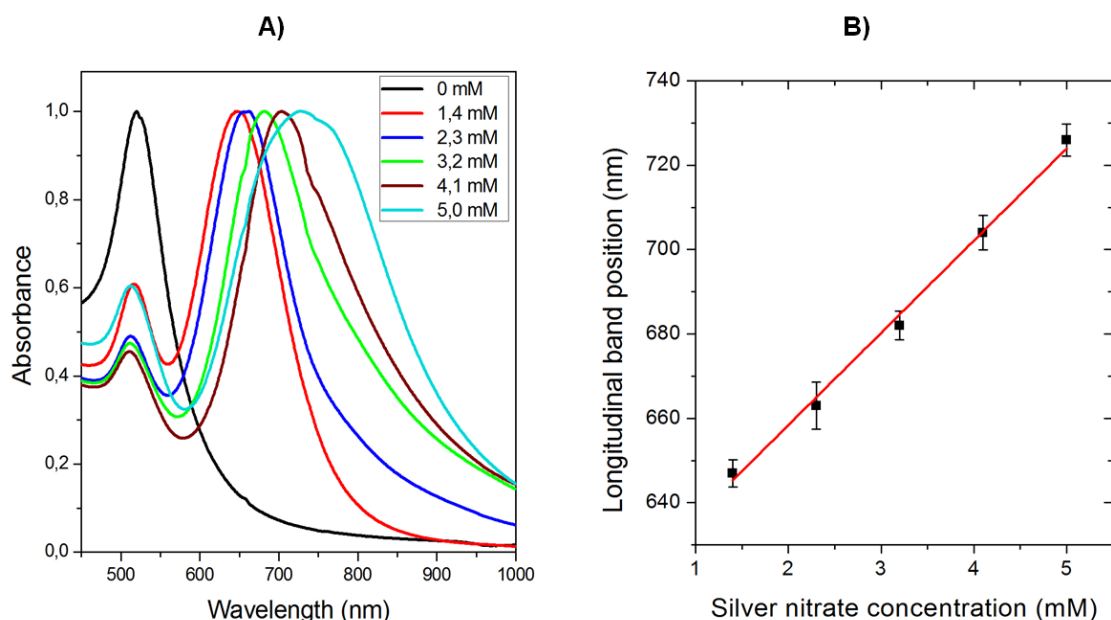 A)
B)
0 mM
1,4 mM
2,3 mM
3,2 mM
4,1 mM
5,0 mM
1,0
0,8
0,6
0,4
0,2
0,0
Absorbance
500 600 700 800 900 1000
Wavelength (nm)
740
720
700
680
660
640
Longitudinal band position (nm)
1 2 3 4 5
Silver nitrate concentration (mM)